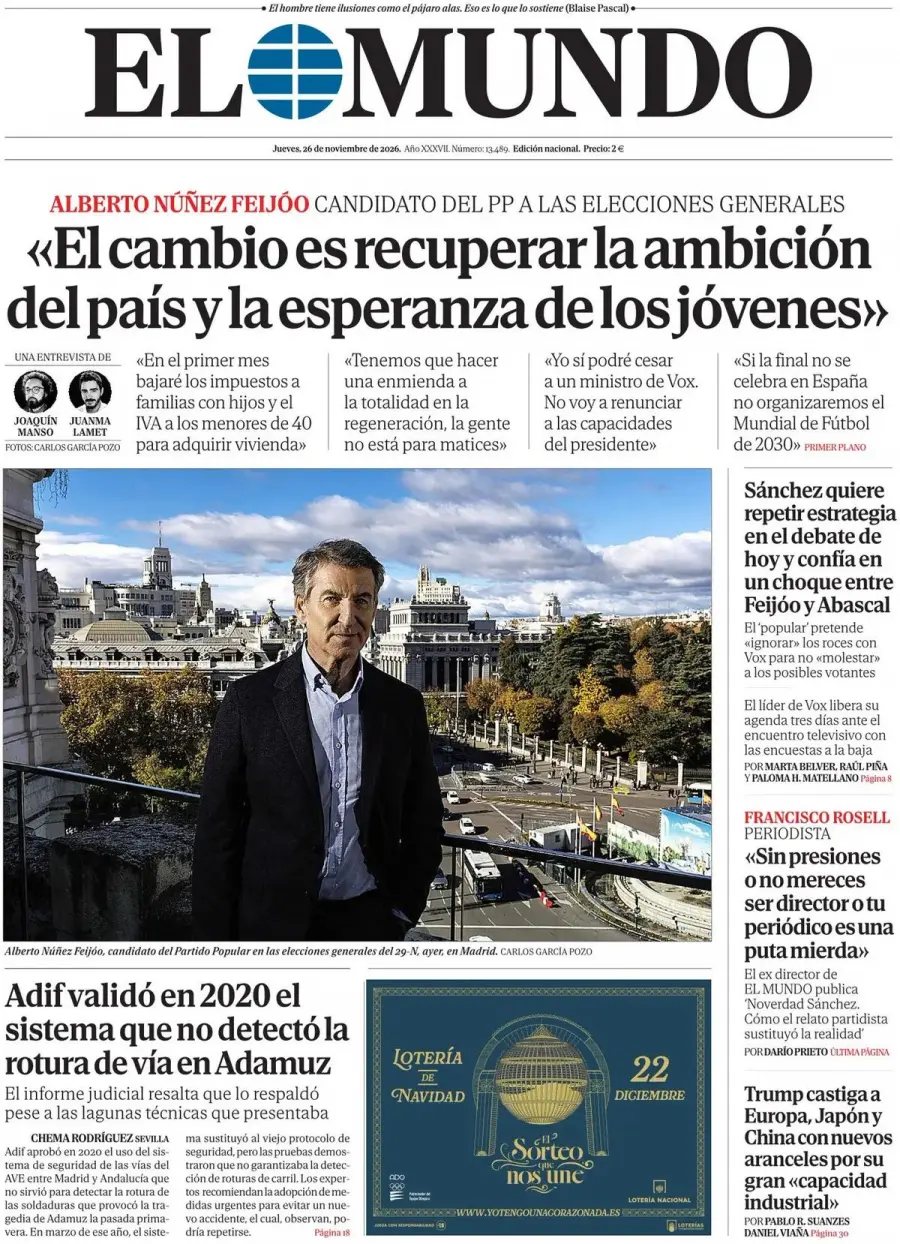 • El hombre tiene ilusiones como el pájaro alas. Eso es lo que lo sostiene (Blaise Pascal) •
EL MUNDO
Jueves, 26 de noviembre de 2026. Año XXXVII. Número: 13.489. Edición nacional. Precio: 2 €
ALBERTO NÚÑEZ FEIJÓO CANDIDATO DEL PP A LAS ELECCIONES GENERALES
«El cambio es recuperar la ambición
del país y la esperanza de los jóvenes»
UNA ENTREVISTA DE
JOAQUÍN
MANSO
JUANMA
LAMET
FOTOS: CARLOS GARCÍA POZO
«En el primer mes
bajaré los impuestos a
familias con hijos y el
IVA a los menores de 40
para adquirir vivienda»
«Tenemos que hacer
una enmienda a
la totalidad en la
regeneración, la gente
no está para matices»
«Yo sí podré cesar
a un ministro de Vox.
No voy a renunciar
a las capacidades
del presidente»
«Si la final no se
celebra en España
no organizaremos el
Mundial de Fútbol
de 2030» PRIMER PLANO
Alberto Núñez Feijóo, candidato del Partido Popular en las elecciones generales del 29-N, ayer, en Madrid. CARLOS GARCÍA POZO
Sánchez quiere
repetir estrategia
en el debate de
hoy y confía en
un choque entre
Feijóo y Abascal
El 'popular' pretende
«ignorar» los roces con
Vox para no «molestar»
a los posibles votantes
El líder de Vox libera su
agenda tres días ante el
encuentro televisivo con
las encuestas a la baja
POR MARTA BELVER, RAÚL PIÑA
Y PALOMA H. MATELLANO Página 8
FRANCISCO ROSELL
PERIODISTA
«Sin presiones
o no mereces
ser director o tu
periódico es una
puta mierda»
El ex director de
EL MUNDO publica
'Noverdad Sánchez.
Cómo el relato partidista
sustituyó la realidad'
POR DARÍO PRIETO ÚLTIMA PÁGINA
Trump castiga a
Europa, Japón y
China con nuevos
aranceles por su
gran «capacidad
industrial»
POR PABLO R. SUANZES
DANIEL VIAÑA Página 30
Adif validó en 2020 el
sistema que no detectó la
rotura de vía en Adamuz
El informe judicial resalta que lo respaldó
pese a las lagunas técnicas que presentaba
CHEMA RODRÍGUEZ SEVILLA
Adif aprobó en 2020 el uso del sis-
tema de seguridad de las vías del
AVE entre Madrid y Andalucía que
no sirvió para detectar la rotura de
las soldaduras que provocó la tra-
gedia de Adamuz la pasada prima-
vera. En marzo de ese año, el siste-
ma sustituyó al viejo protocolo de
seguridad, pero las pruebas demos-
traron que no garantizaba la detec-
ción de roturas de carril. Los exper-
tos recomiendan la adopción de me-
didas urgentes para evitar un nue-
vo accidente, el cual, observan, po-
dría repetirse. Página 18
LOTERÍA
DE
NAVIDAD
22
DICIEMBRE
El
Sorteo
que
nos une
ADO
LOTERÍA NACIONAL
WWW.YOTENGOUNACORAZONADA.ES
JUEGA CON RESPONSABILIDAD
LOTERÍAS